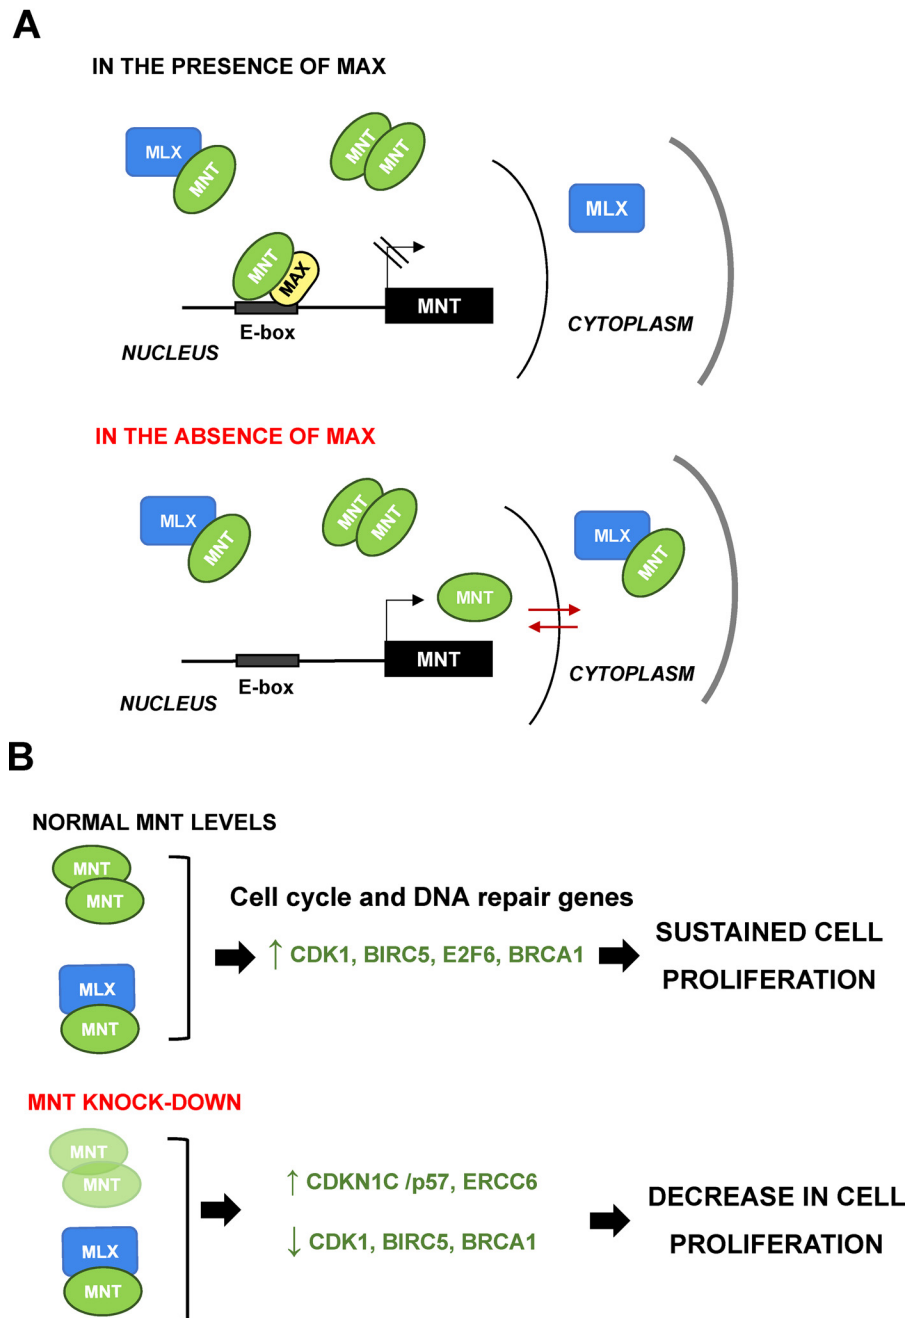 A
IN THE PRESENCE OF MAX
MLX
MNT
MNT
MNT
MLX
MNT
MAX
MNT
E-box
NUCLEUS
CYTOPLASM
IN THE ABSENCE OF MAX
MLX
MNT
MNT
MNT
MLX
MNT
MNT
MNT
E-box
NUCLEUS
CYTOPLASM
B
NORMAL MNT LEVELS
MNT
MNT
MLX
MNT
Cell cycle and DNA repair genes
↑ CDK1, BIRC5, E2F6, BRCA1
SUSTAINED CELL
PROLIFERATION
MNT KNOCK-DOWN
MNT
MNT
MLX
MNT
↑ CDKN1C /p57, ERCC6
↓ CDK1, BIRC5, BRCA1
DECREASE IN CELL
PROLIFERATION